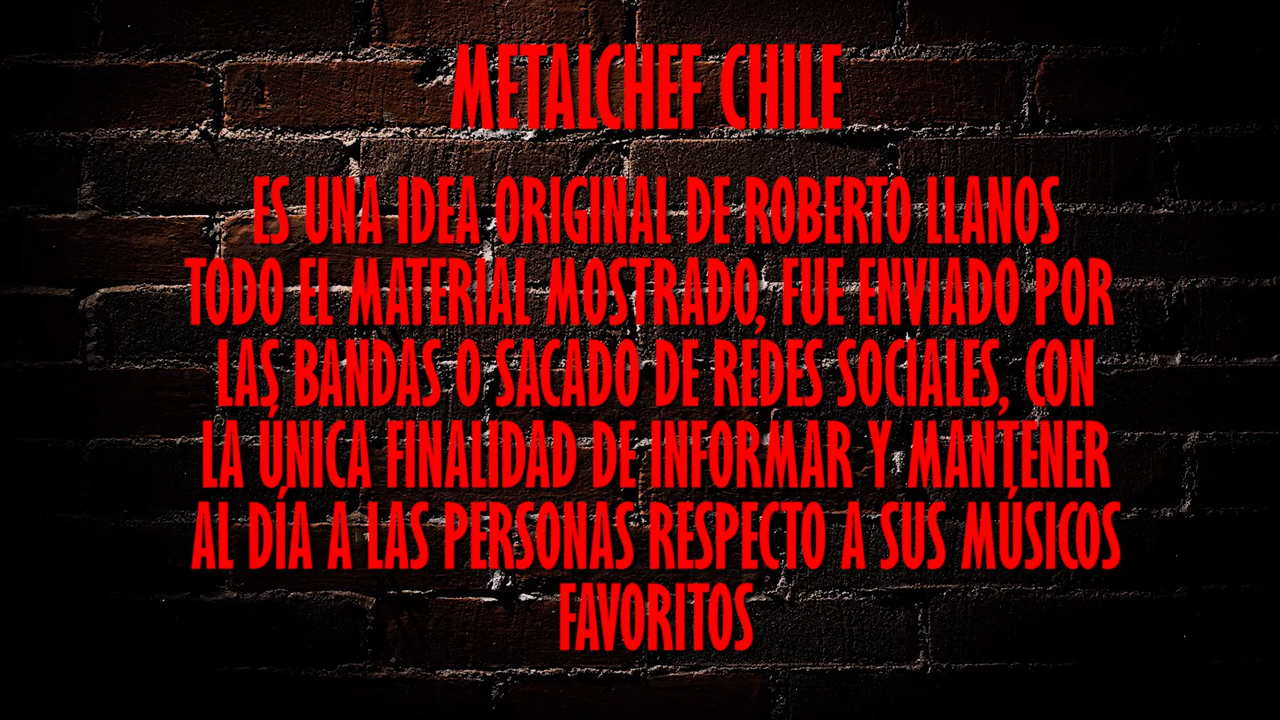 METALCHEF CHILE
ES UNA IDEA ORIGINAL DE ROBERTO LLANOS
TODO EL MATERIAL MOSTRADO, FUE ENVIADO POR
LAS BANDAS O SACADO DE REDES SOCIALES, CON
LA ÚNICA FINALIDAD DE INFORMAR Y MANTENER
AL DÍA A LAS PERSONAS RESPECTO A SUS MÚSICOS
FAVORITOS